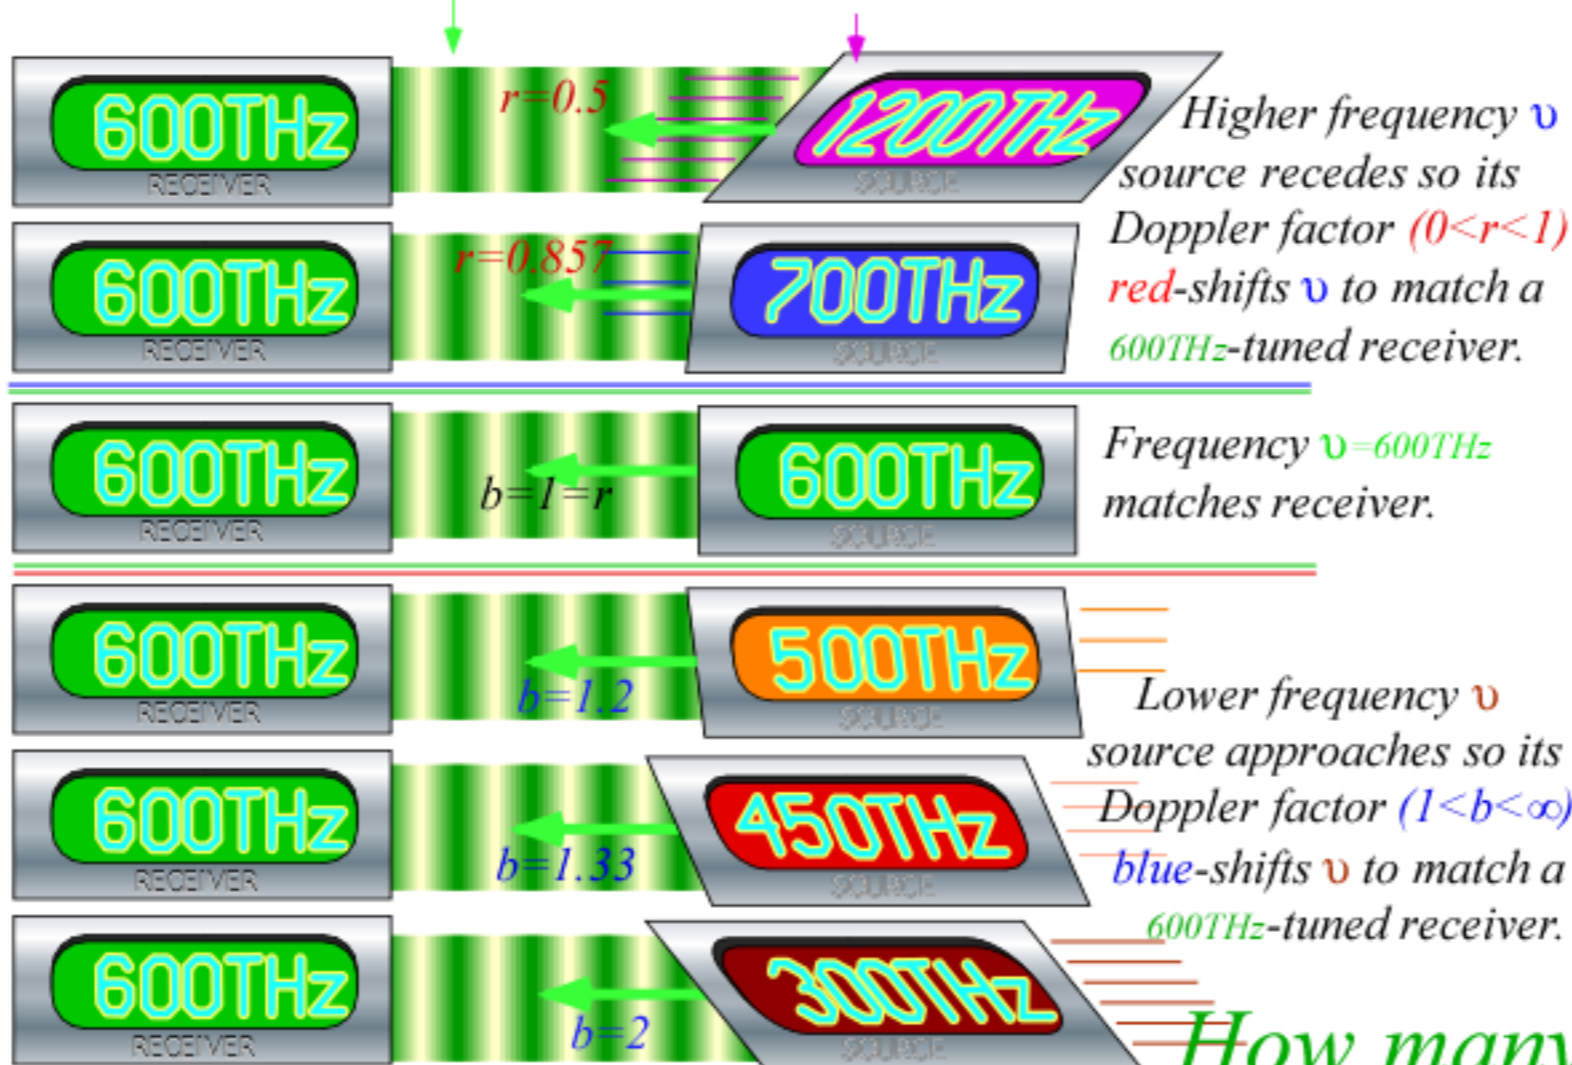 600THz
RECEIVER
r=0.5
1200THz
SOURCE
600THz
RECEIVER
r=0.857
700THz
SOURCE
Higher frequency υ
source recedes so its
Doppler factor (0<r<1)
red-shifts υ to match a
600THz-tuned receiver.
600THz
RECEIVER
b=1=r
600THz
SOURCE
Frequency υ=600THz
matches receiver.
600THz
RECEIVER
b=1.2
500THz
SOURCE
600THz
RECEIVER
b=1.33
450THz
SOURCE
600THz
RECEIVER
b=2
300THz
SOURCE
Lower frequency υ
source approaches so its
Doppler factor (1<b<∞)
blue-shifts υ to match a
600THz-tuned receiver.
How many